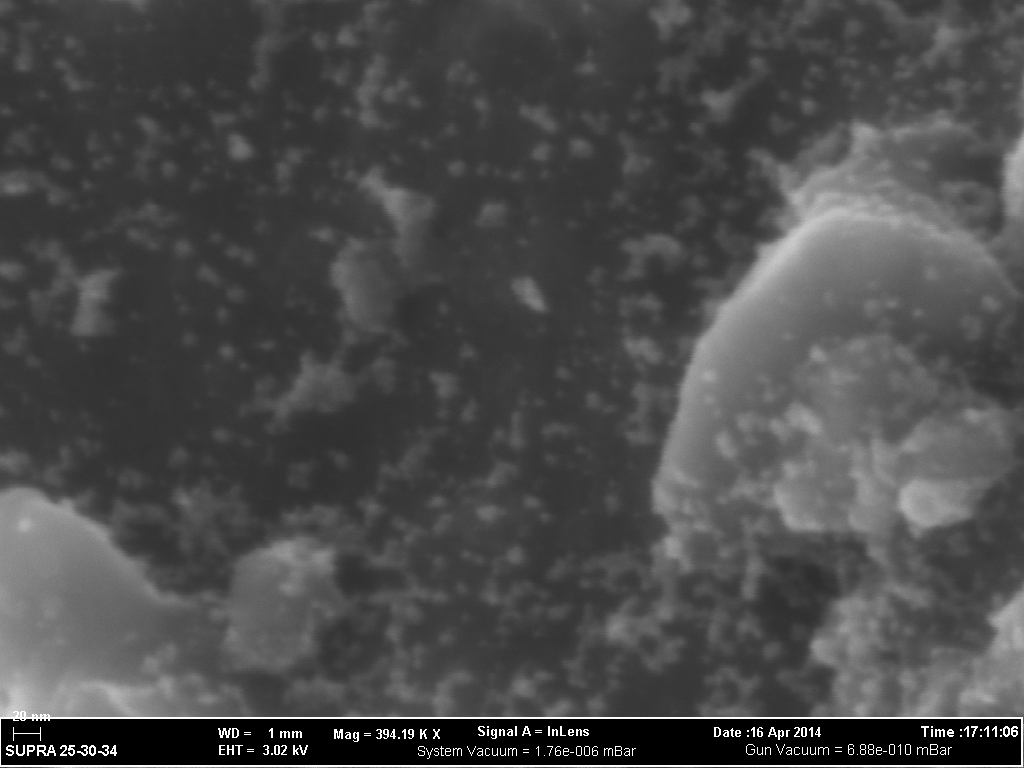 20 nm
SUPRA 25-30-34
WD = 1 mm
EHT = 3.02 kV
Mag = 394.19 K X
Signal A = InLens
System Vacuum = 1.76e-006 mBar
Date :16 Apr 2014
Gun Vacuum = 6.88e-010 mBar
Time :17:11:06